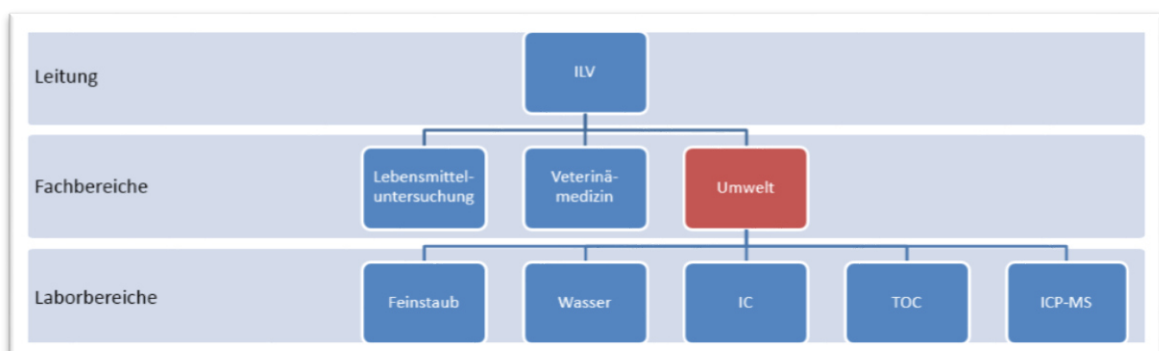 Leitung
ILV
Fachbereiche
Lebensmittel-
untersuchung
Veterinä-
medizin
Umwelt
Laborbereiche
Feinstaub
Wasser
IC
TOC
ICP-MS